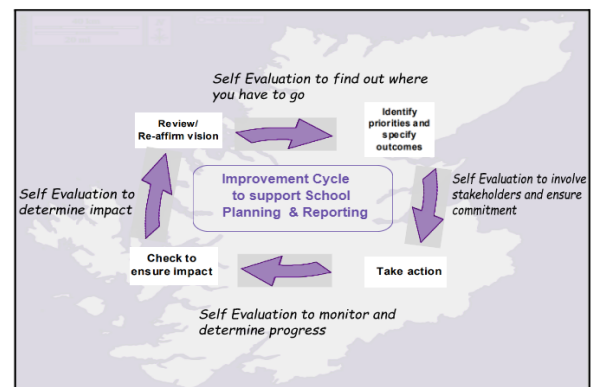 Self Evaluation to find out where
you have to go
Review/
Re-affirm vision
Identify
priorities and
specify
outcomes
Improvement Cycle
to support School
Planning & Reporting
Self Evaluation to
determine impact
Self Evaluation to involve
stakeholders and ensure
commitment
Check to
ensure impact
Take action
Self Evaluation to monitor and
determine progress